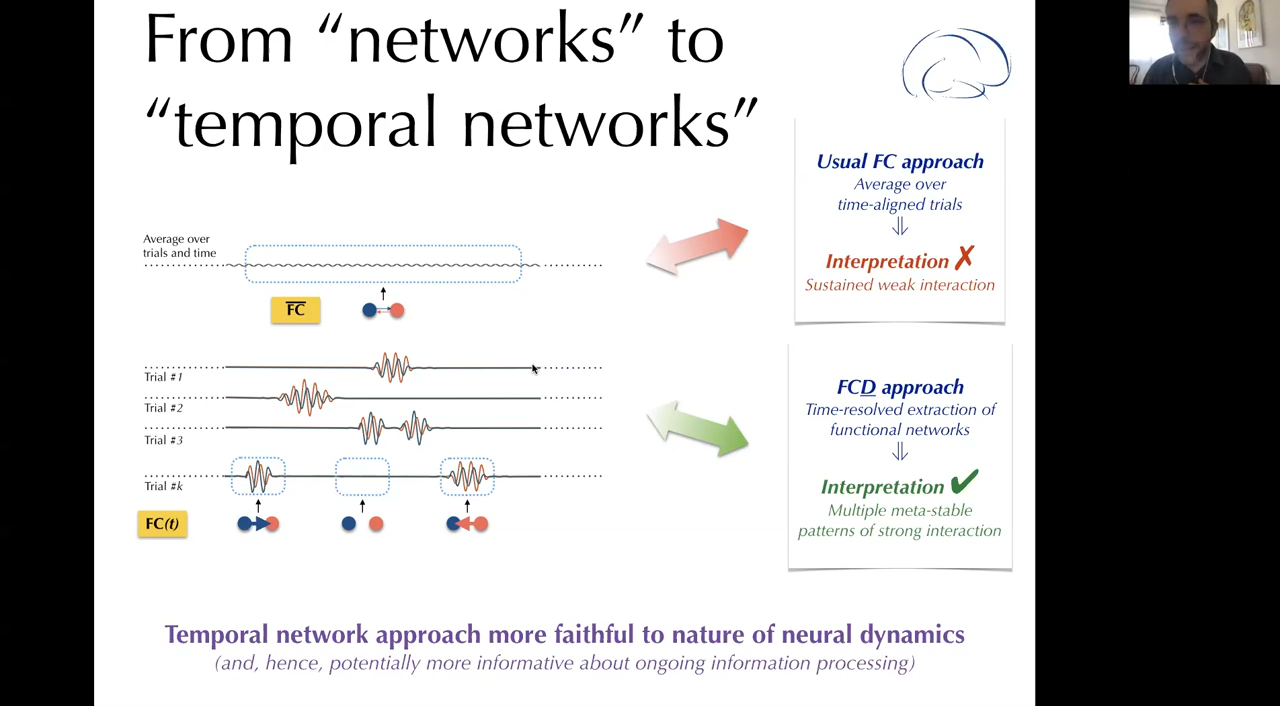 From “networks” to
“temporal networks”
Usual FC approach
Average over
time-aligned trials
⇓
Interpretation ✗
Sustained weak interaction
Average over
trials and time
FC
Trial #1
Trial #2
Trial #3
Trial #k
FC(t)
FCD approach
Time-resolved extraction of
functional networks
⇓
Interpretation ✔
Multiple meta-stable
patterns of strong interaction
Temporal network approach more faithful to nature of neural dynamics
(and, hence, potentially more informative about ongoing information processing)